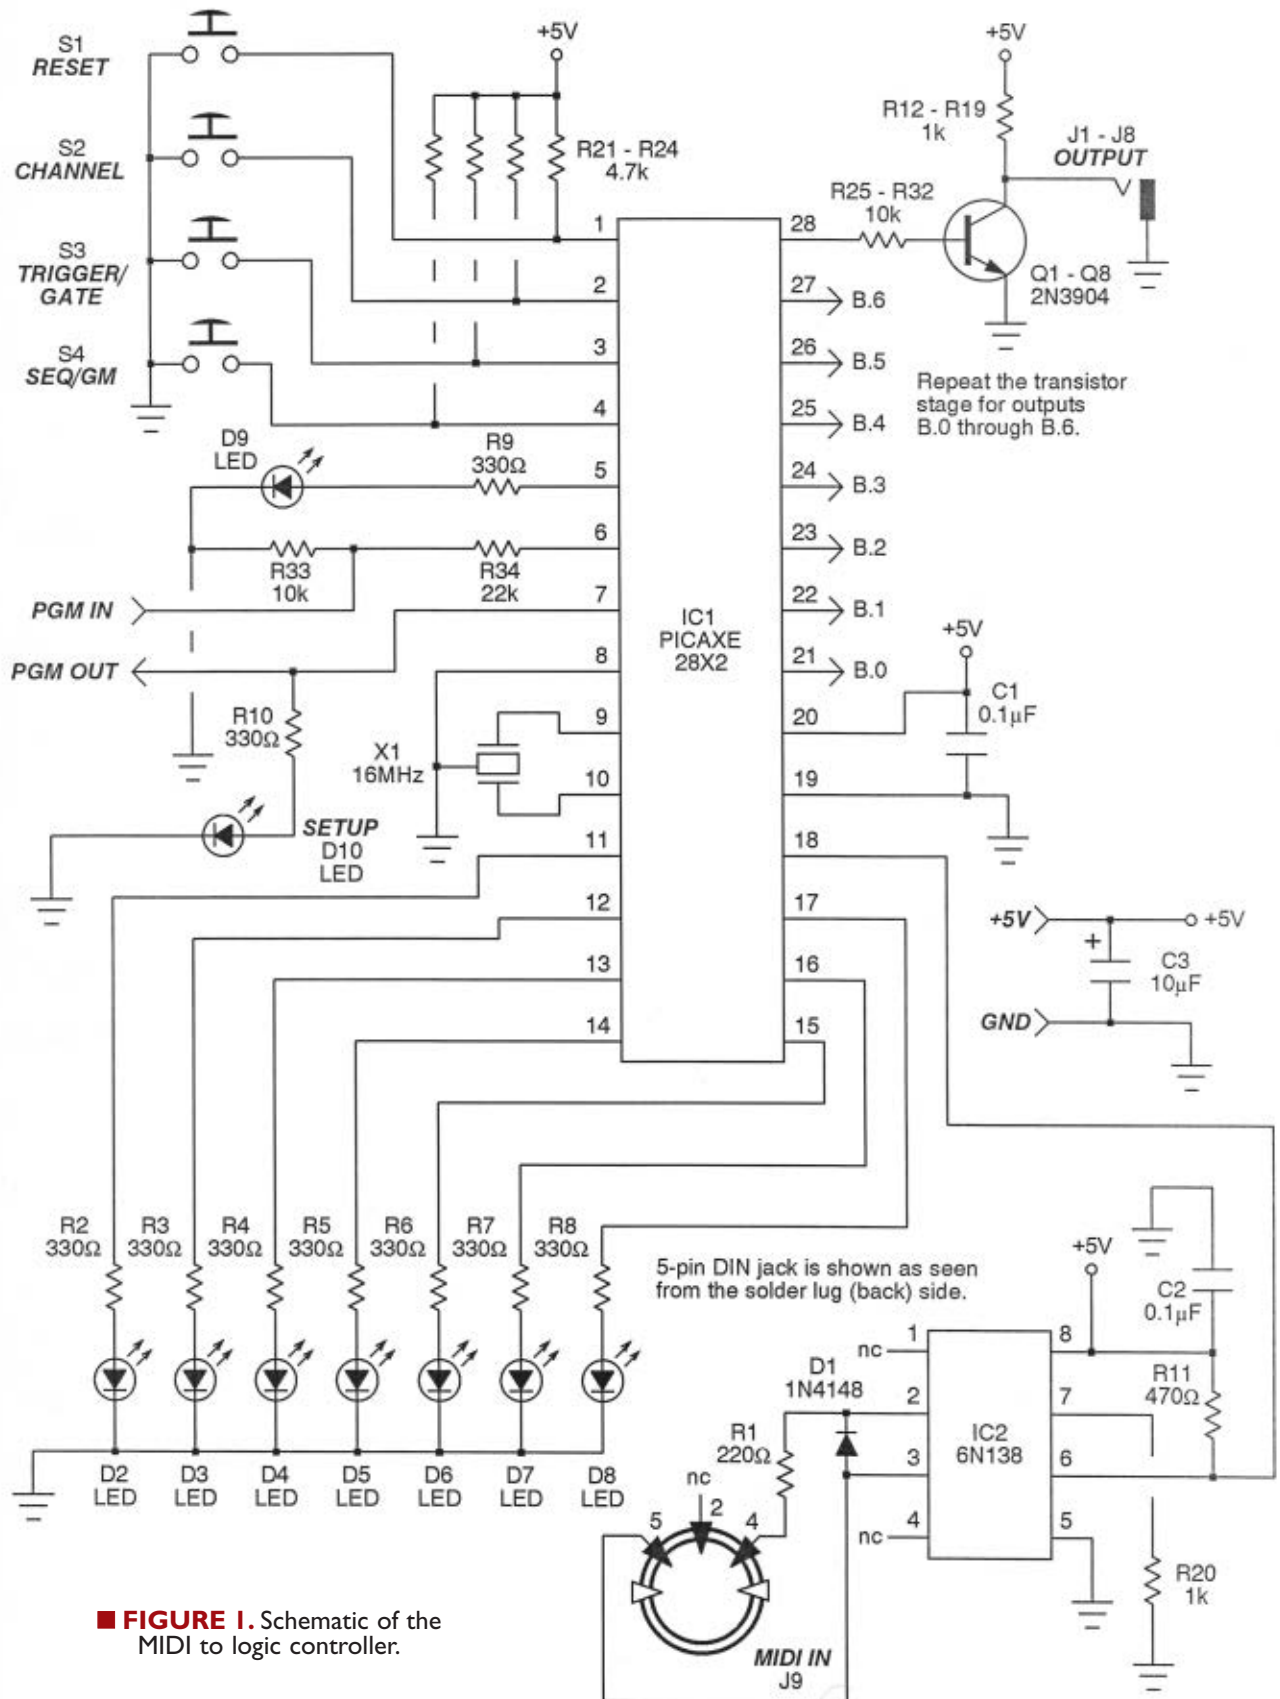 S1
RESET
+5V
+5V
R12 - R19
1k
J1 - J8
OUTPUT
S2
CHANNEL
R21 - R24
4.7k
R25 - R32
10k
S3
TRIGGER/
GATE
Q1 - Q8
2N3904
S4
SEQ/GM
Repeat the transistor
stage for outputs
B.0 through B.6.
1
2
3
4
5
6
7
8
9
10
11
12
13
14
28
27
26
25
24
23
22
21
20
19
18
17
16
15
B.6
B.5
B.4
B.3
B.2
B.1
B.0
IC1
PICAXE
28X2
D9
LED
R9
330Ω
R33
10k
R34
22k
PGM IN
PGM OUT
R10
330Ω
X1
16MHz
SETUP
D10
LED
+5V
C1
0.1µF
+5V
+5V
+
C3
10µF
GND
R2
330Ω
R3
330Ω
R4
330Ω
R5
330Ω
R6
330Ω
R7
330Ω
R8
330Ω
5-pin DIN jack is shown as seen
from the solder lug (back) side.
+5V
C2
0.1µF
D2
LED
D3
LED
D4
LED
D5
LED
D6
LED
D7
LED
D8
LED
nc
1
2
3
4
nc
8
7
6
5
D1
1N4148
R1
220Ω
IC2
6N138
R11
470Ω
nc
5
2
4
R20
1k
MIDI IN
J9
■ FIGURE 1. Schematic of the
MIDI to logic controller.